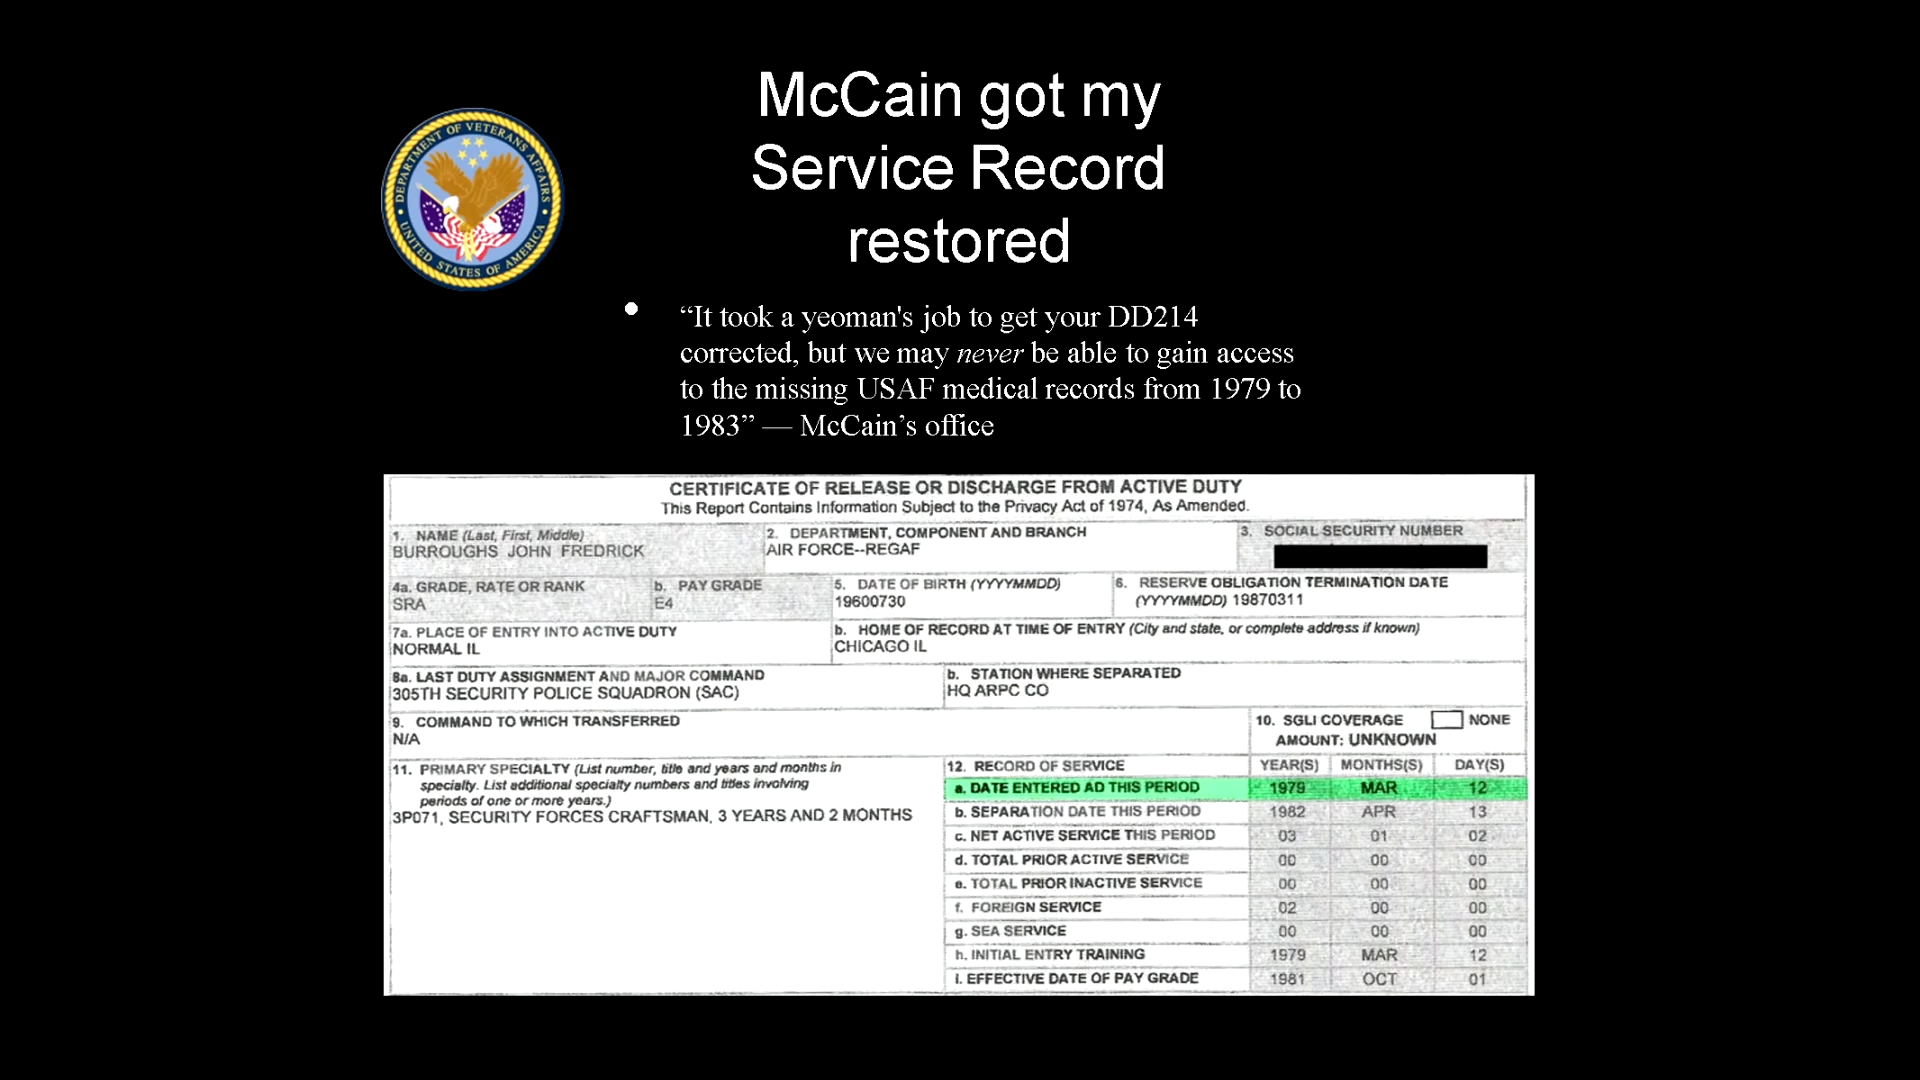 McCain got my
Service Record
restored
DEPARTMENT OF VETERANS AFFAIRS
UNITED STATES OF AMERICA
• “It took a yeoman's job to get your DD214
corrected, but we may never be able to gain access
to the missing USAF medical records from 1979 to
1983” — McCain’s office
CERTIFICATE OF RELEASE OR DISCHARGE FROM ACTIVE DUTY
This Report Contains Information Subject to the Privacy Act of 1974, As Amended.
1. NAME (Last, First, Middle)
BURROUGHS JOHN FREDRICK
2. DEPARTMENT, COMPONENT AND BRANCH
AIR FORCE--REGAF
3. SOCIAL SECURITY NUMBER
4a. GRADE, RATE OR RANK
SRA
b. PAY GRADE
E4
5. DATE OF BIRTH (YYYYMMDD)
19600730
6. RESERVE OBLIGATION TERMINATION DATE
(YYYYMMDD) 19870311
7a. PLACE OF ENTRY INTO ACTIVE DUTY
NORMAL IL
b. HOME OF RECORD AT TIME OF ENTRY (City and state, or complete address if known)
CHICAGO IL
8a. LAST DUTY ASSIGNMENT AND MAJOR COMMAND
305TH SECURITY POLICE SQUADRON (SAC)
b. STATION WHERE SEPARATED
HQ ARPC CO
9. COMMAND TO WHICH TRANSFERRED
N/A
10. SGLI COVERAGE NONE
AMOUNT: UNKNOWN
11. PRIMARY SPECIALTY (List number, title and years and months in
specialty. List additional specialty numbers and titles involving
periods of one or more years.)
3P071, SECURITY FORCES CRAFTSMAN, 3 YEARS AND 2 MONTHS
12. RECORD OF SERVICE YEAR(S) MONTHS(S) DAY(S)
a. DATE ENTERED AD THIS PERIOD 1979 MAR 12
b. SEPARATION DATE THIS PERIOD 1982 APR 13
c. NET ACTIVE SERVICE THIS PERIOD 03 01 02
d. TOTAL PRIOR ACTIVE SERVICE 00 00 00
e. TOTAL PRIOR INACTIVE SERVICE 00 00 00
f. FOREIGN SERVICE 02 00 00
g. SEA SERVICE 00 00 00
h. INITIAL ENTRY TRAINING 1979 MAR 12
i. EFFECTIVE DATE OF PAY GRADE 1981 OCT 01